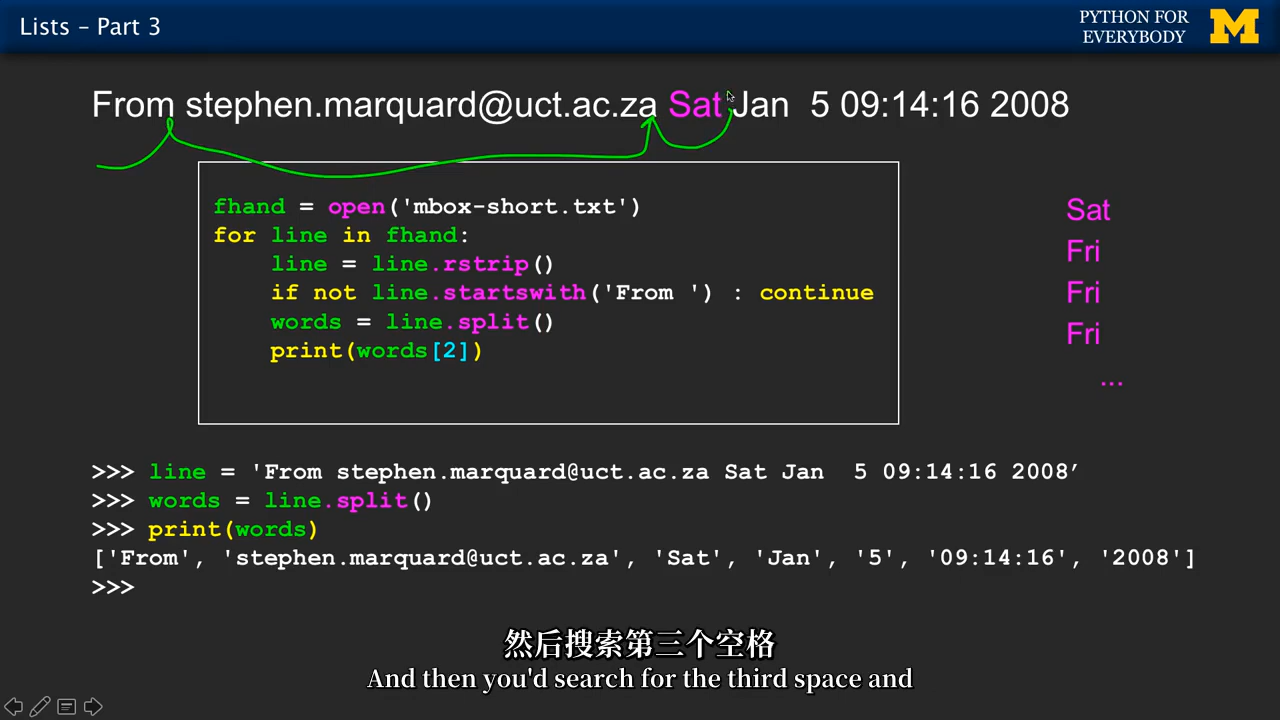 Lists – Part 3
PYTHON FOR
EVERYBODY
M
From stephen.marquard@uct.ac.za Sat Jan  5 09:14:16 2008
fhand = open('mbox-short.txt')
for line in fhand:
    line = line.rstrip()
    if not line.startswith('From ') : continue
    words = line.split()
    print(words[2])
Sat
Fri
Fri
Fri
...
>>> line = 'From stephen.marquard@uct.ac.za Sat Jan  5 09:14:16 2008’
>>> words = line.split()
>>> print(words)
['From', 'stephen.marquard@uct.ac.za', 'Sat', 'Jan', '5', '09:14:16', '2008']
>>>
然后搜索第三个空格
And then you'd search for the third space and